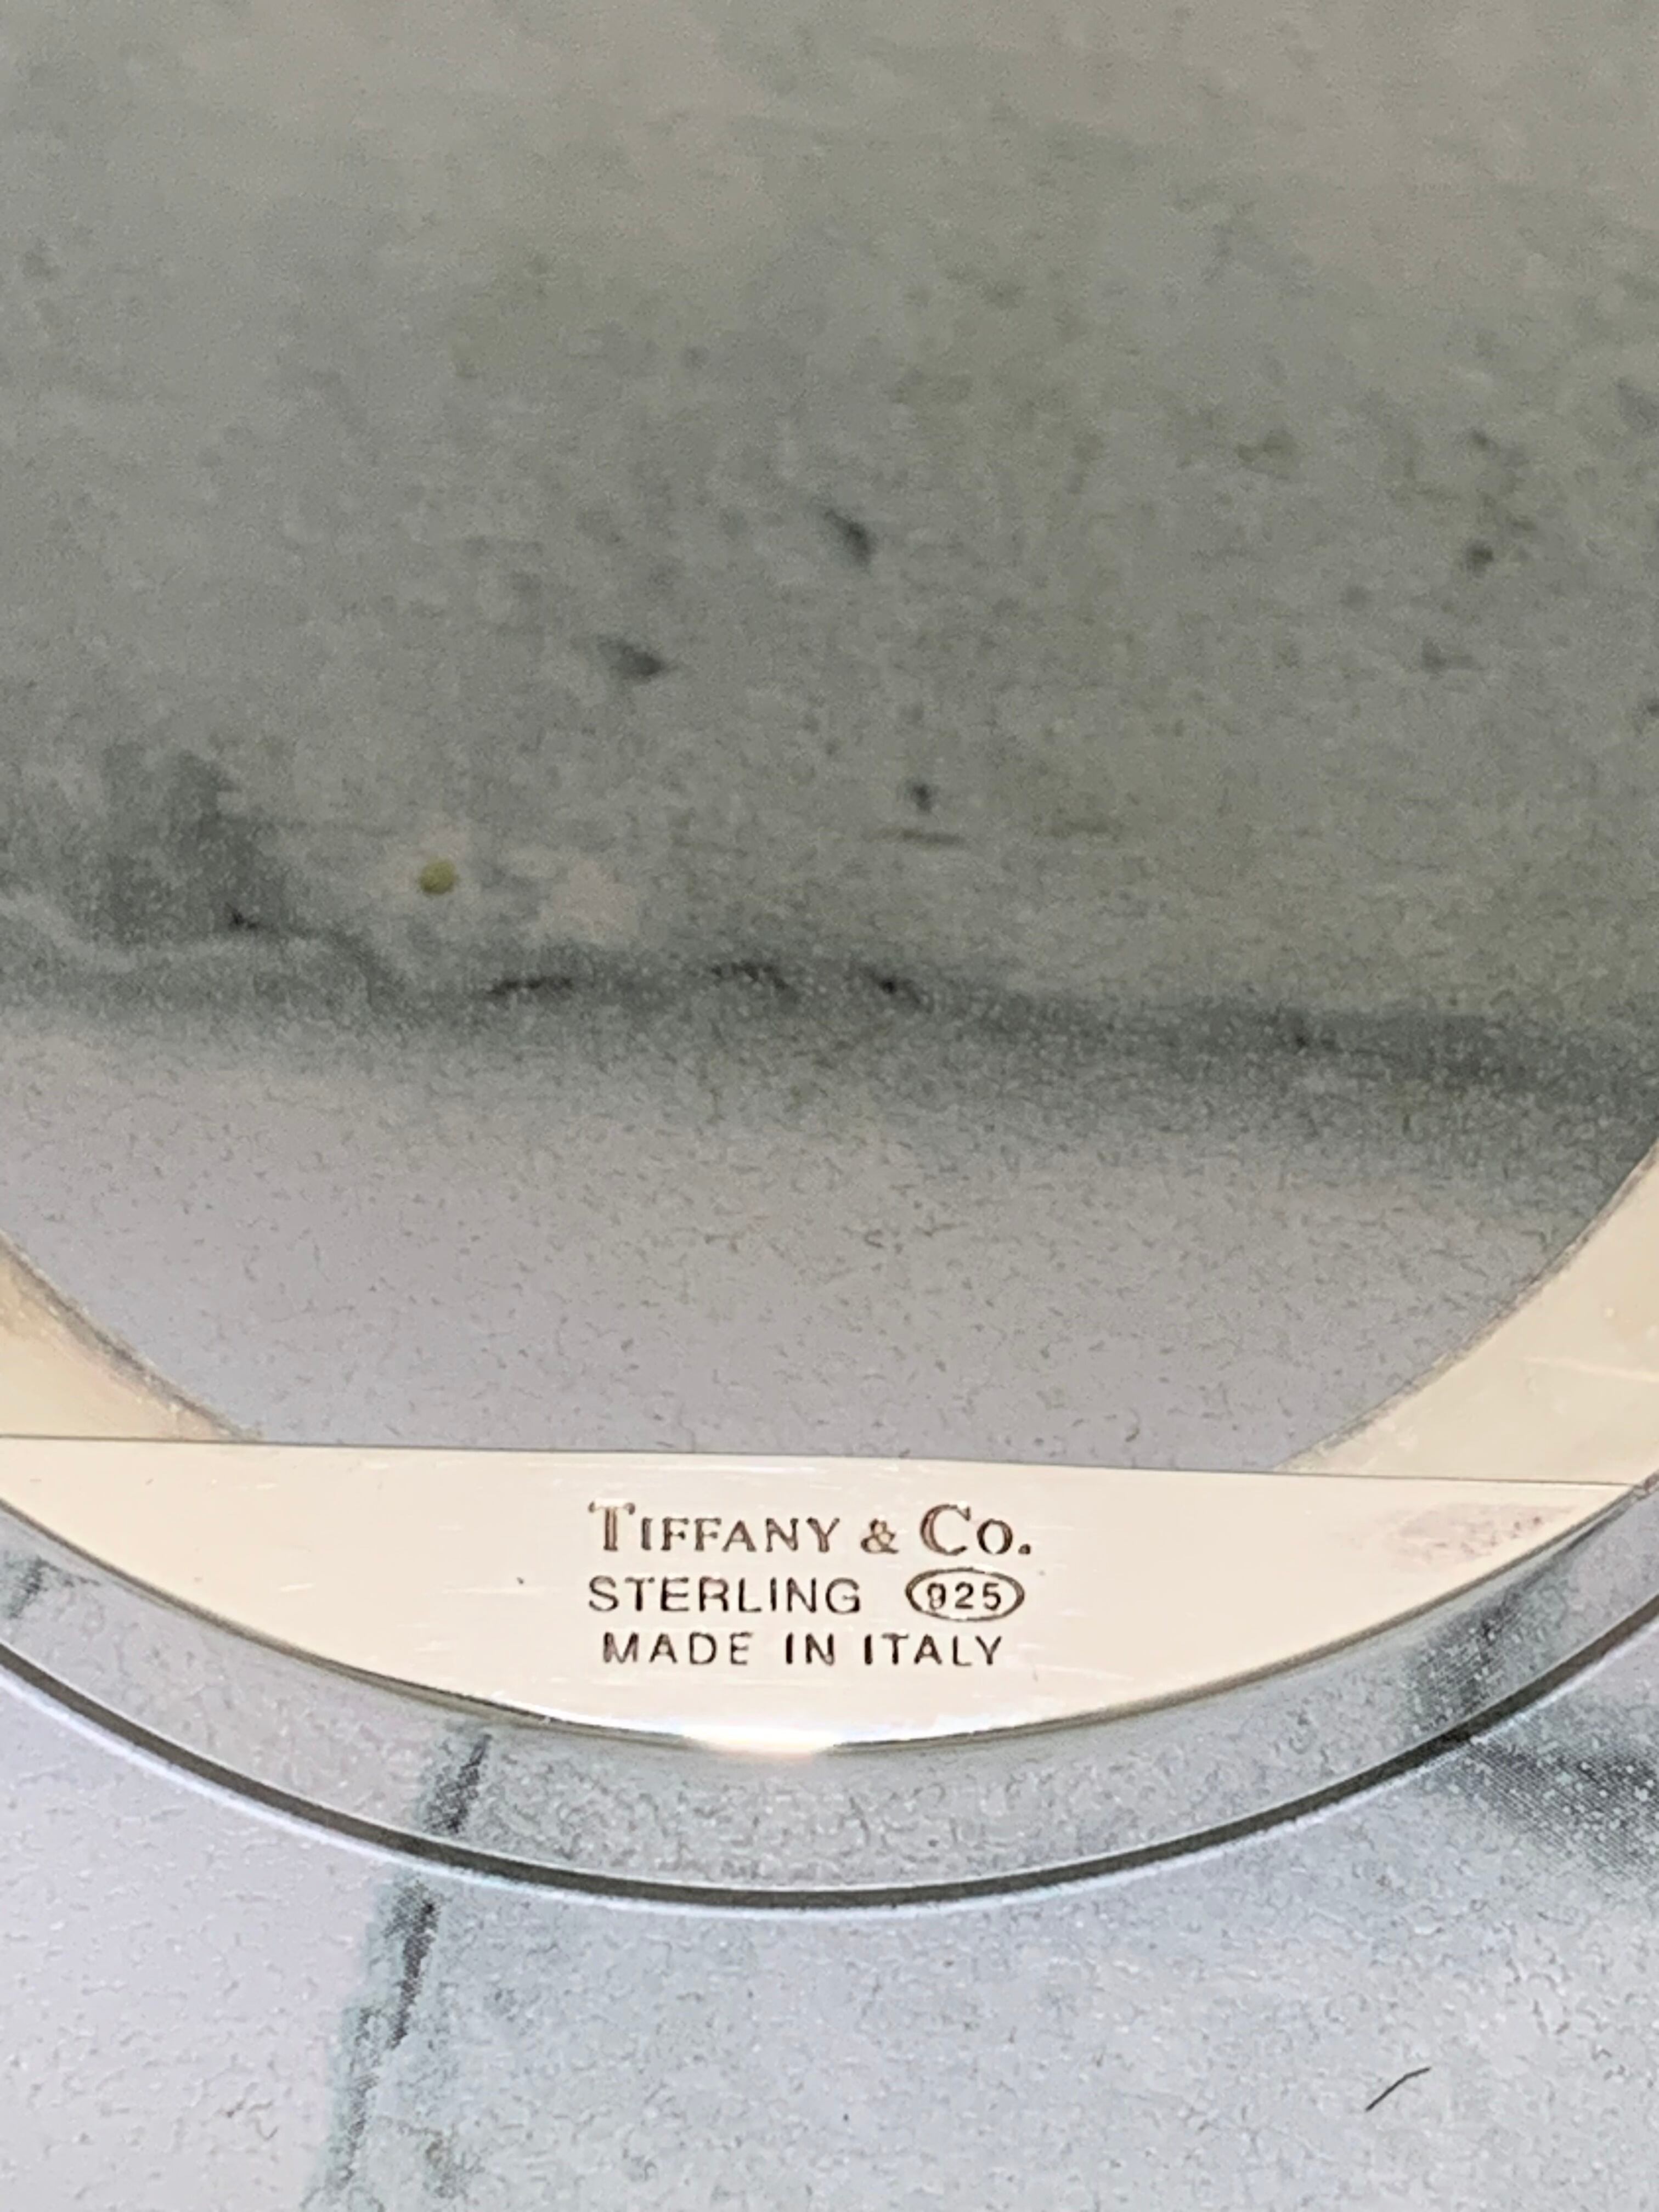 TIFFANY & CO.
STERLING 925
MADE IN ITALY